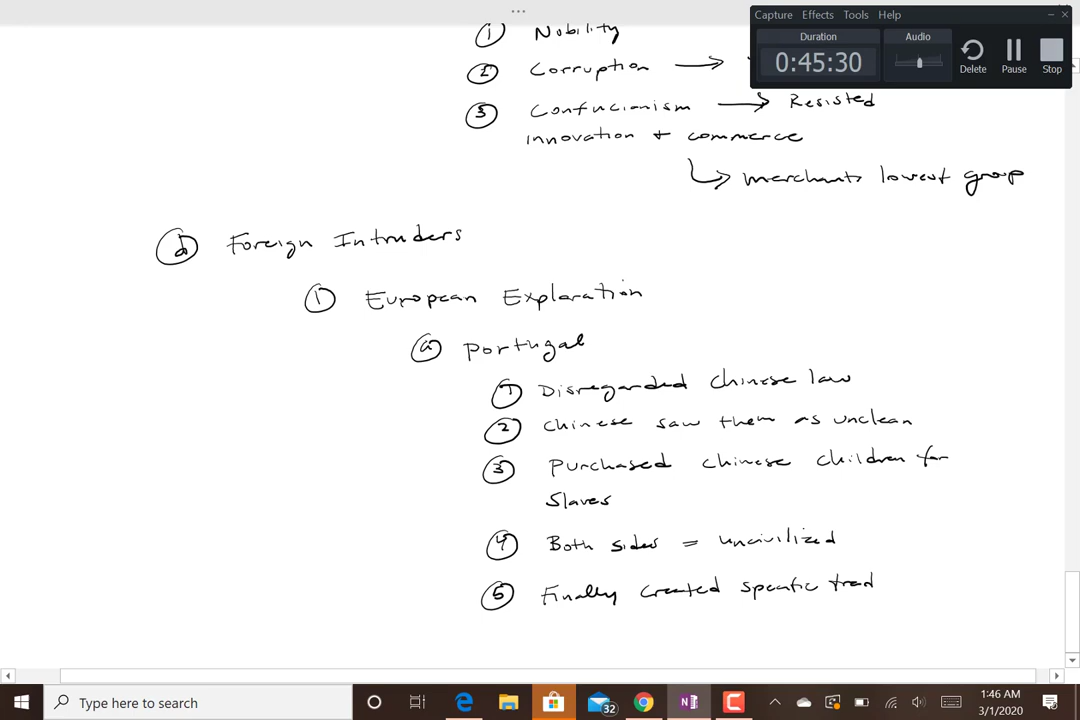 Capture Effects Tools Help
Duration
Audio
0:45:30
Delete Pause Stop
① Nobility
② Corruption →
③ Confucianism → Resisted
innovation + commerce
↳ merchants lowest group
ⓓ Foreign Intruders
① European Exploration
ⓐ Portugal
① Disregarded Chinese law
② Chinese saw them as unclean
③ Purchased Chinese children for
Slaves
④ Both sides = uncivilized
⑤ Finally created specific trad
Type here to search
32
1:46 AM
3/1/2020